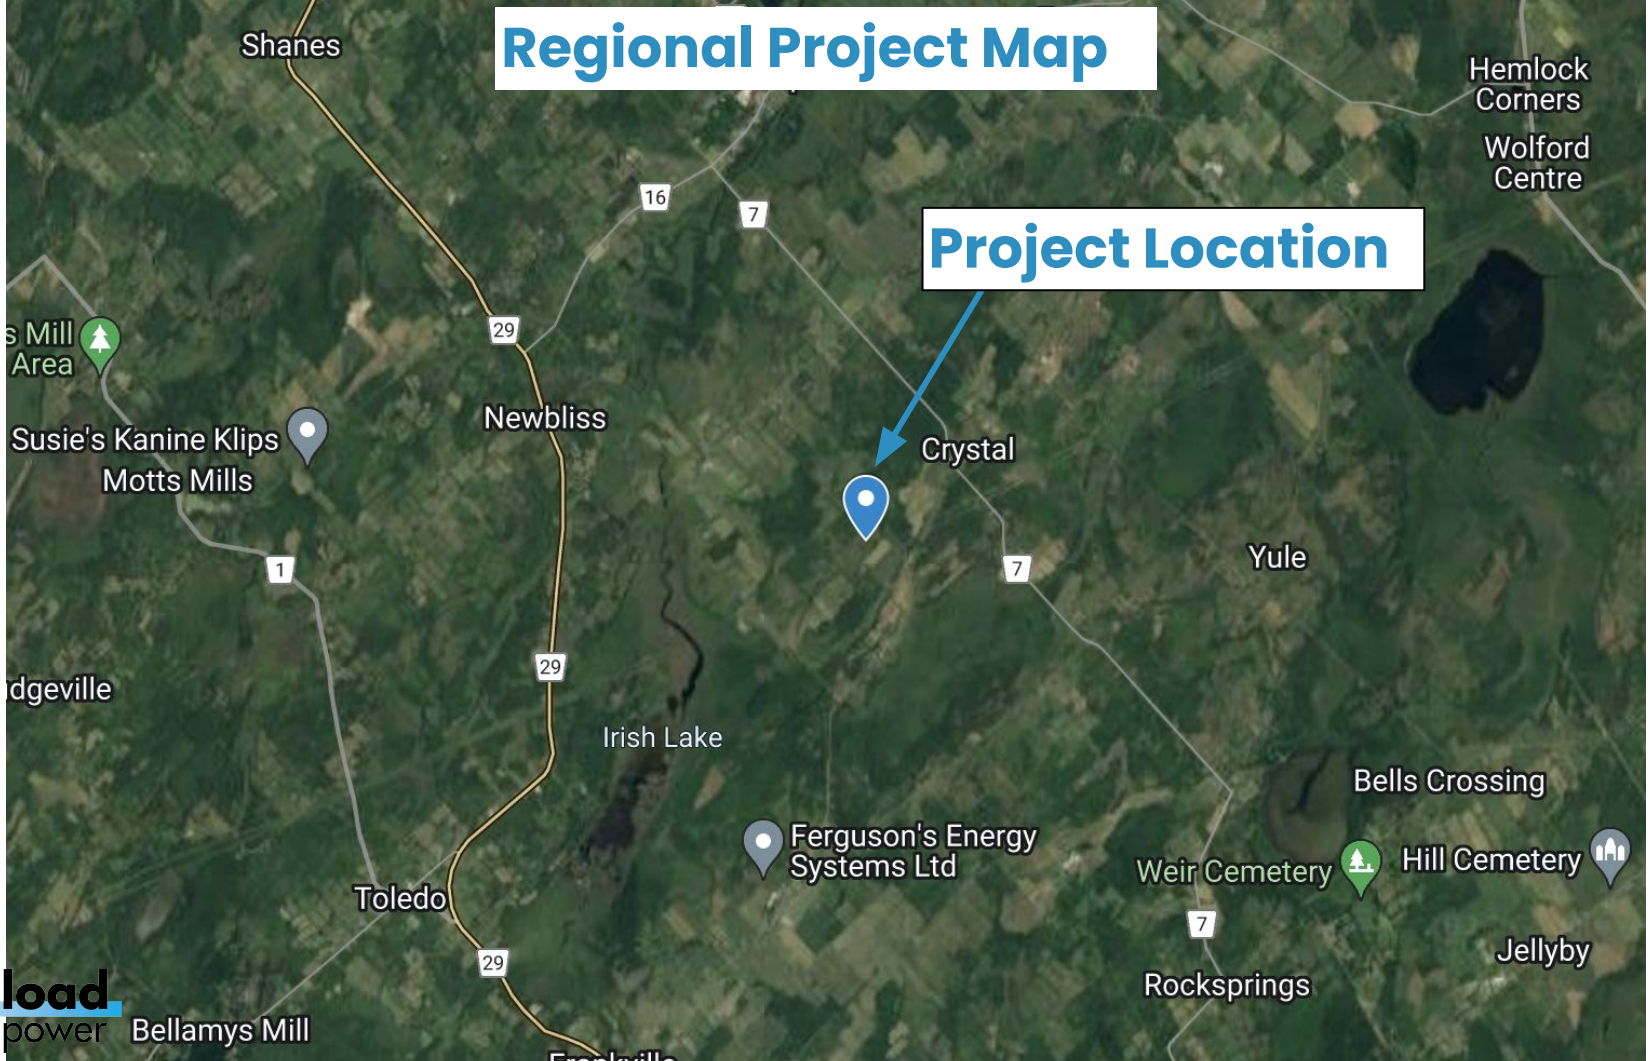 Regional Project Map
Shanes
Hemlock
Corners
Wolford
Centre
16
7
Project Location
29
s Mill
Area
Newbliss
Susie's Kanine Klips
Motts Mills
Crystal
1
7
Yule
29
dgeville
Irish Lake
Bells Crossing
Ferguson's Energy
Systems Ltd
Weir Cemetery
Hill Cemetery
Toledo
7
29
Jellyby
Rocksprings
load
power
Bellamys Mill